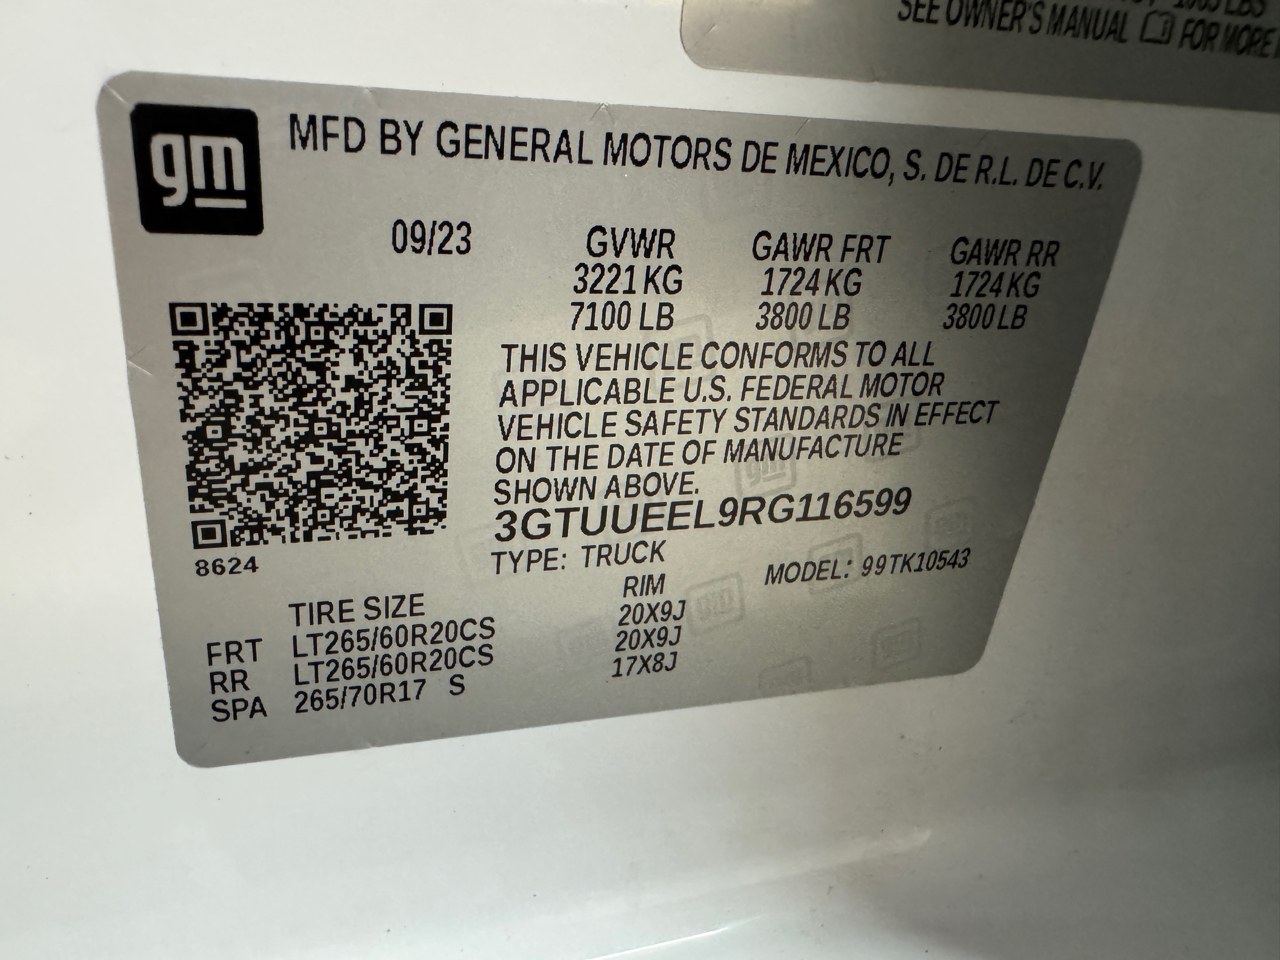 SEE OWNER'S MANUAL FOR MORE
gm
MFD BY GENERAL MOTORS DE MEXICO, S. DE R.L. DE C.V.
09/23 GVWR GAWR FRT GAWR RR
3221 KG 1724 KG 1724 KG
7100 LB 3800 LB 3800 LB
THIS VEHICLE CONFORMS TO ALL
APPLICABLE U.S. FEDERAL MOTOR
VEHICLE SAFETY STANDARDS IN EFFECT
ON THE DATE OF MANUFACTURE
SHOWN ABOVE.
3GTUUEEL9RG116599
8624
TYPE: TRUCK MODEL: 99TK10543
TIRE SIZE RIM
FRT LT265/60R20CS 20X9J
RR LT265/60R20CS 20X9J
SPA 265/70R17 S 17X8J